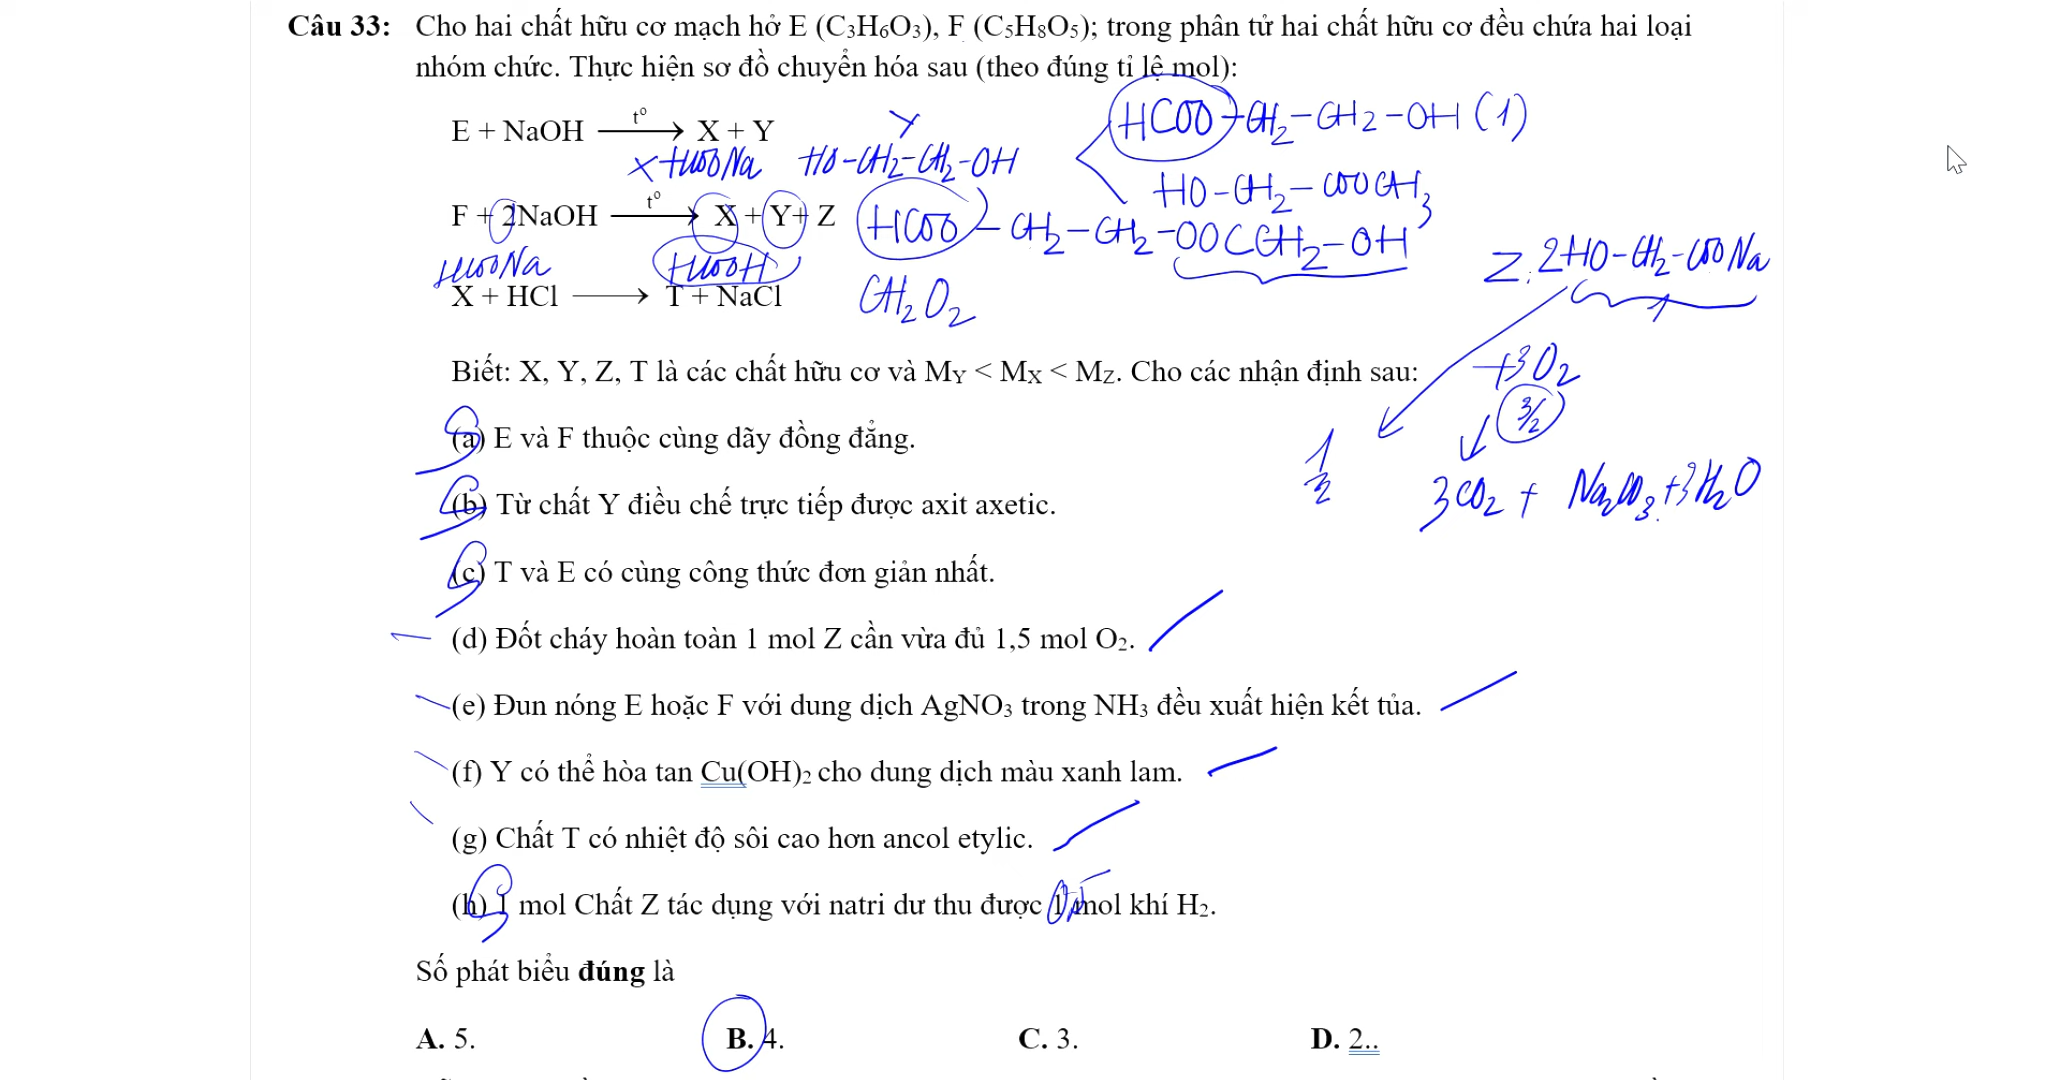 Câu 33: Cho hai chất hữu cơ mạch hở E (C₃H₆O₃), F (C₅H₈O₅); trong phân tử hai chất hữu cơ đều chứa hai loại
nhóm chức. Thực hiện sơ đồ chuyển hóa sau (theo đúng tỉ lệ mol):
HCOO-CH₂-CH₂-OH (1)
E + NaOH →(t°) X + Y
Y
X HCOONa HO-CH₂-CH₂-OH
HO-CH₂-COOCH₃
F + 2NaOH →(t°) X + Y + Z
HCOO-CH₂-CH₂-OOCCH₂-OH
Z: 2HO-CH₂-COONa
HCOONa HCOOH
X + HCl → T + NaCl
CH₂O₂
+3O₂
Biết: X, Y, Z, T là các chất hữu cơ và M_Y < M_X < M_Z. Cho các nhận định sau:
3/2
(a) E và F thuộc cùng dãy đồng đẳng.
1/2
3CO₂ + Na₂CO₃ + 3H₂O
(b) Từ chất Y điều chế trực tiếp được axit axetic.
(c) T và E có cùng công thức đơn giản nhất.
(d) Đốt cháy hoàn toàn 1 mol Z cần vừa đủ 1,5 mol O₂.
(e) Đun nóng E hoặc F với dung dịch AgNO₃ trong NH₃ đều xuất hiện kết tủa.
(f) Y có thể hòa tan Cu(OH)₂ cho dung dịch màu xanh lam.
(g) Chất T có nhiệt độ sôi cao hơn ancol etylic.
(h) 1 mol Chất Z tác dụng với natri dư thu được 1 mol khí H₂.
Số phát biểu đúng là
A. 5. B. 4. C. 3. D. 2..